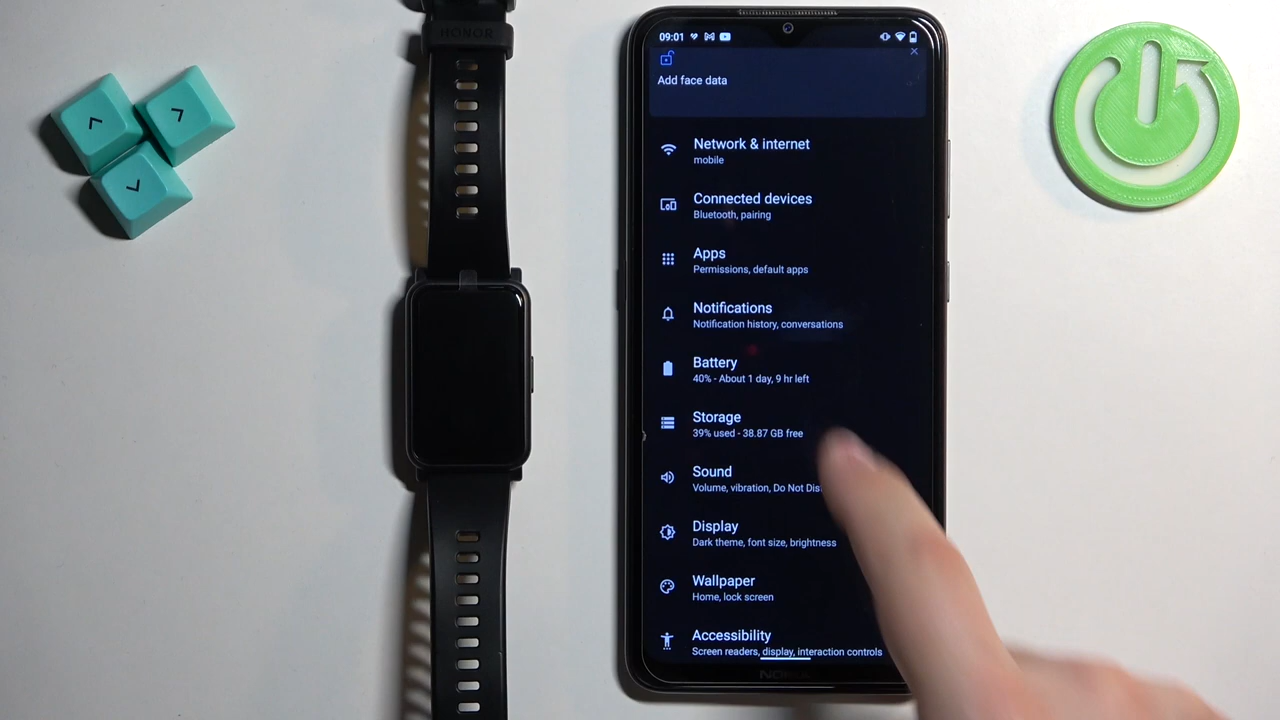 HONOR
09:01
Add face data
Network & internet
mobile
Connected devices
Bluetooth, pairing
Apps
Permissions, default apps
Notifications
Notification history, conversations
Battery
40% - About 1 day, 9 hr left
Storage
39% used - 38.87 GB free
Sound
Volume, vibration, Do Not Dis
Display
Dark theme, font size, brightness
Wallpaper
Home, lock screen
Accessibility
Screen readers, display, interaction controls
NOKIA